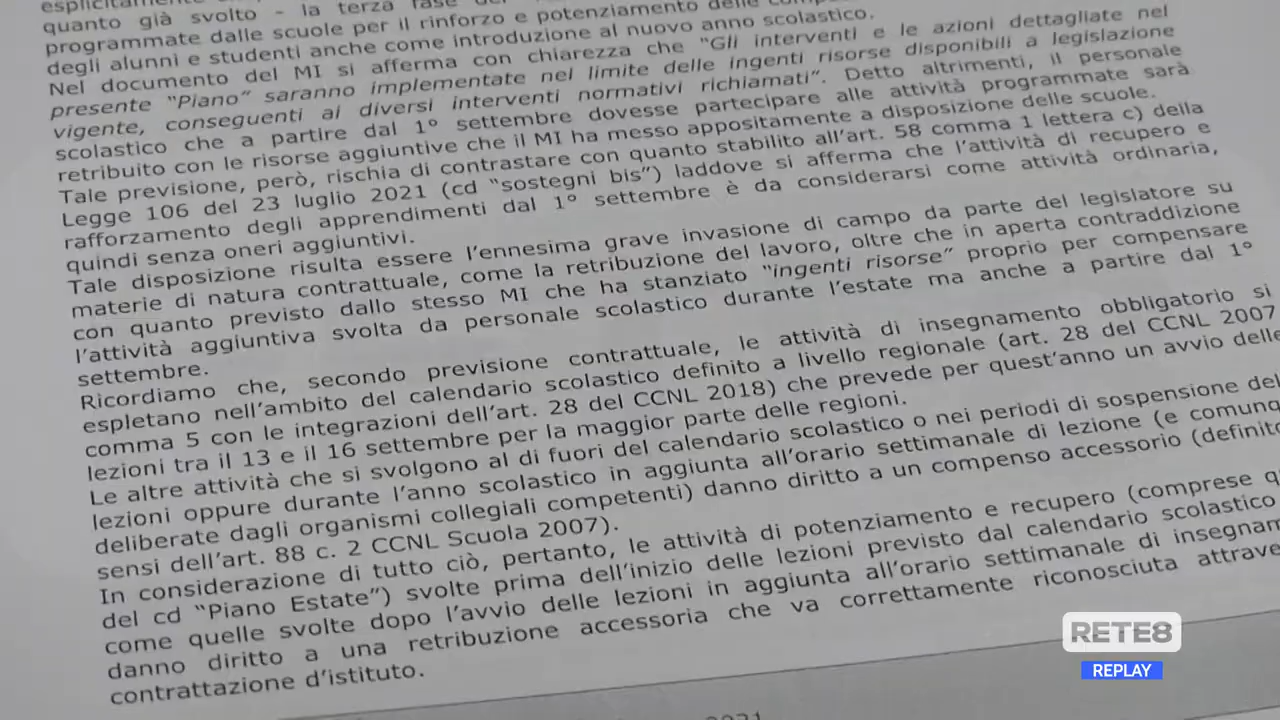 quanto già svolto - la terza fase
programmate dalle scuole per il rinforzo e potenziamento delle
degli alunni e studenti anche come introduzione al nuovo anno scolastico.
Nel documento del MI si afferma con chiarezza che "Gli interventi e le azioni dettagliate nel
presente "Piano" saranno implementate nel limite delle ingenti risorse disponibili a legislazione
vigente, conseguenti ai diversi interventi normativi richiamati". Detto altrimenti, il personale
scolastico che a partire dal 1° settembre dovesse partecipare alle attività programmate sarà
retribuito con le risorse aggiuntive che il MI ha messo appositamente a disposizione delle scuole.
Tale previsione, però, rischia di contrastare con quanto stabilito all'art. 58 comma 1 lettera c) della
Legge 106 del 23 luglio 2021 (cd "sostegni bis") laddove si afferma che l'attività di recupero e
rafforzamento degli apprendimenti dal 1° settembre è da considerarsi come attività ordinaria,
quindi senza oneri aggiuntivi.
Tale disposizione risulta essere l'ennesima grave invasione di campo da parte del legislatore su
materie di natura contrattuale, come la retribuzione del lavoro, oltre che in aperta contraddizione
con quanto previsto dallo stesso MI che ha stanziato "ingenti risorse" proprio per compensare
l'attività aggiuntiva svolta da personale scolastico durante l'estate ma anche a partire dal 1°
settembre.
Ricordiamo che, secondo previsione contrattuale, le attività di insegnamento obbligatorio si
espletano nell'ambito del calendario scolastico definito a livello regionale (art. 28 del CCNL 2007
comma 5 con le integrazioni dell'art. 28 del CCNL 2018) che prevede per quest'anno un avvio delle
lezioni tra il 13 e il 16 settembre per la maggior parte delle regioni.
Le altre attività che si svolgono al di fuori del calendario scolastico o nei periodi di sospensione del
lezioni oppure durante l'anno scolastico in aggiunta all'orario settimanale di lezione (e comunq
deliberate dagli organismi collegiali competenti) danno diritto a un compenso accessorio (definito
sensi dell'art. 88 c. 2 CCNL Scuola 2007).
In considerazione di tutto ciò, pertanto, le attività di potenziamento e recupero (comprese q
del cd "Piano Estate") svolte prima dell'inizio delle lezioni previsto dal calendario scolastico
come quelle svolte dopo l'avvio delle lezioni in aggiunta all'orario settimanale di insegnam
danno diritto a una retribuzione accessoria che va correttamente riconosciuta attrave
contrattazione d'istituto.
RETE8
REPLAY